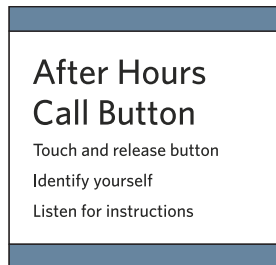 After Hours
Call Button
Touch and release button
Identify yourself
Listen for instructions